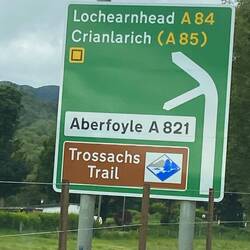 Lochearnhead A 84
Crianlarich (A 85)
Aberfoyle A 821
Trossachs
Trail